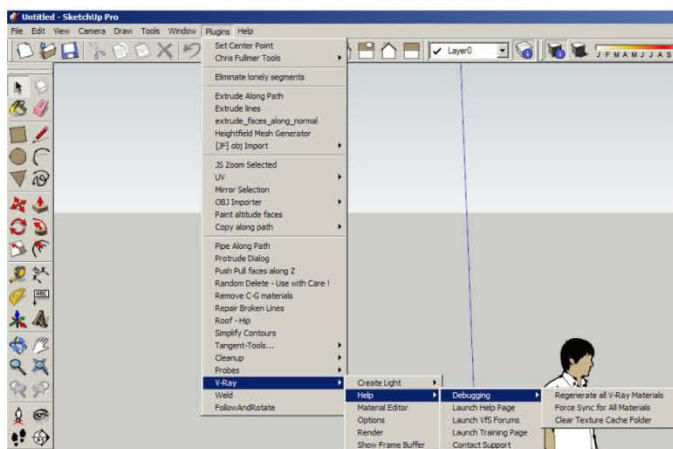 Untitled - SketchUp Pro
File Edit View Camera Draw Tools Window Plugins Help
Layer0
J F M A M J J A S
Set Center Point
Chris Fullmer Tools
Eliminate lonely segments
Extrude Along Path
Extrude lines
extrude_faces_along_normal
Heightfield Mesh Generator
[JF] obj Import
JS Zoom Selected
UV
Mirror Selection
OBJ Importer
Paint altitude faces
Copy along path
Pipe Along Path
Protrude Dialog
Push Pull faces along Z
Random Delete - Use with Care !
Remove C-G materials
Repair Broken Lines
Roof - Hip
Simplify Contours
Tangent-Tools...
Cleanup
Probes
V-Ray
Weld
FollowAndRotate
Create Light
Help
Material Editor
Options
Render
Show Frame Buffer
Debugging
Launch Help Page
Launch VfS Forums
Launch Training Page
Contact Support
Regenerate all V-Ray Materials
Force Sync for All Materials
Clear Texture Cache Folder